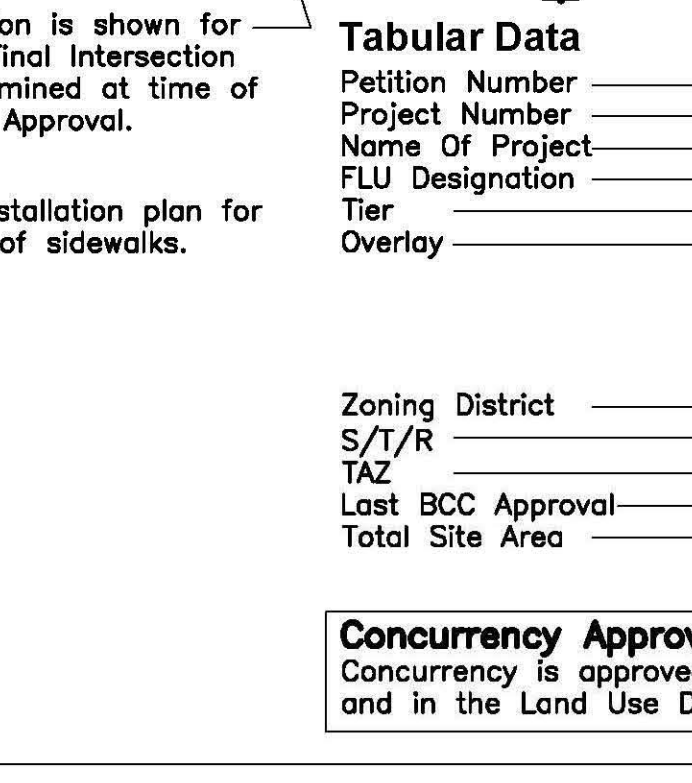 on is shown for
inal Intersection
mined at time of
Approval.
stallation plan for
of sidewalks.
Tabular Data
Petition Number
Project Number
Name Of Project
FLU Designation
Tier
Overlay
Zoning District
S/T/R
TAZ
Last BCC Approval
Total Site Area
Concurrency Approv
Concurrency is approve
and in the Land Use D